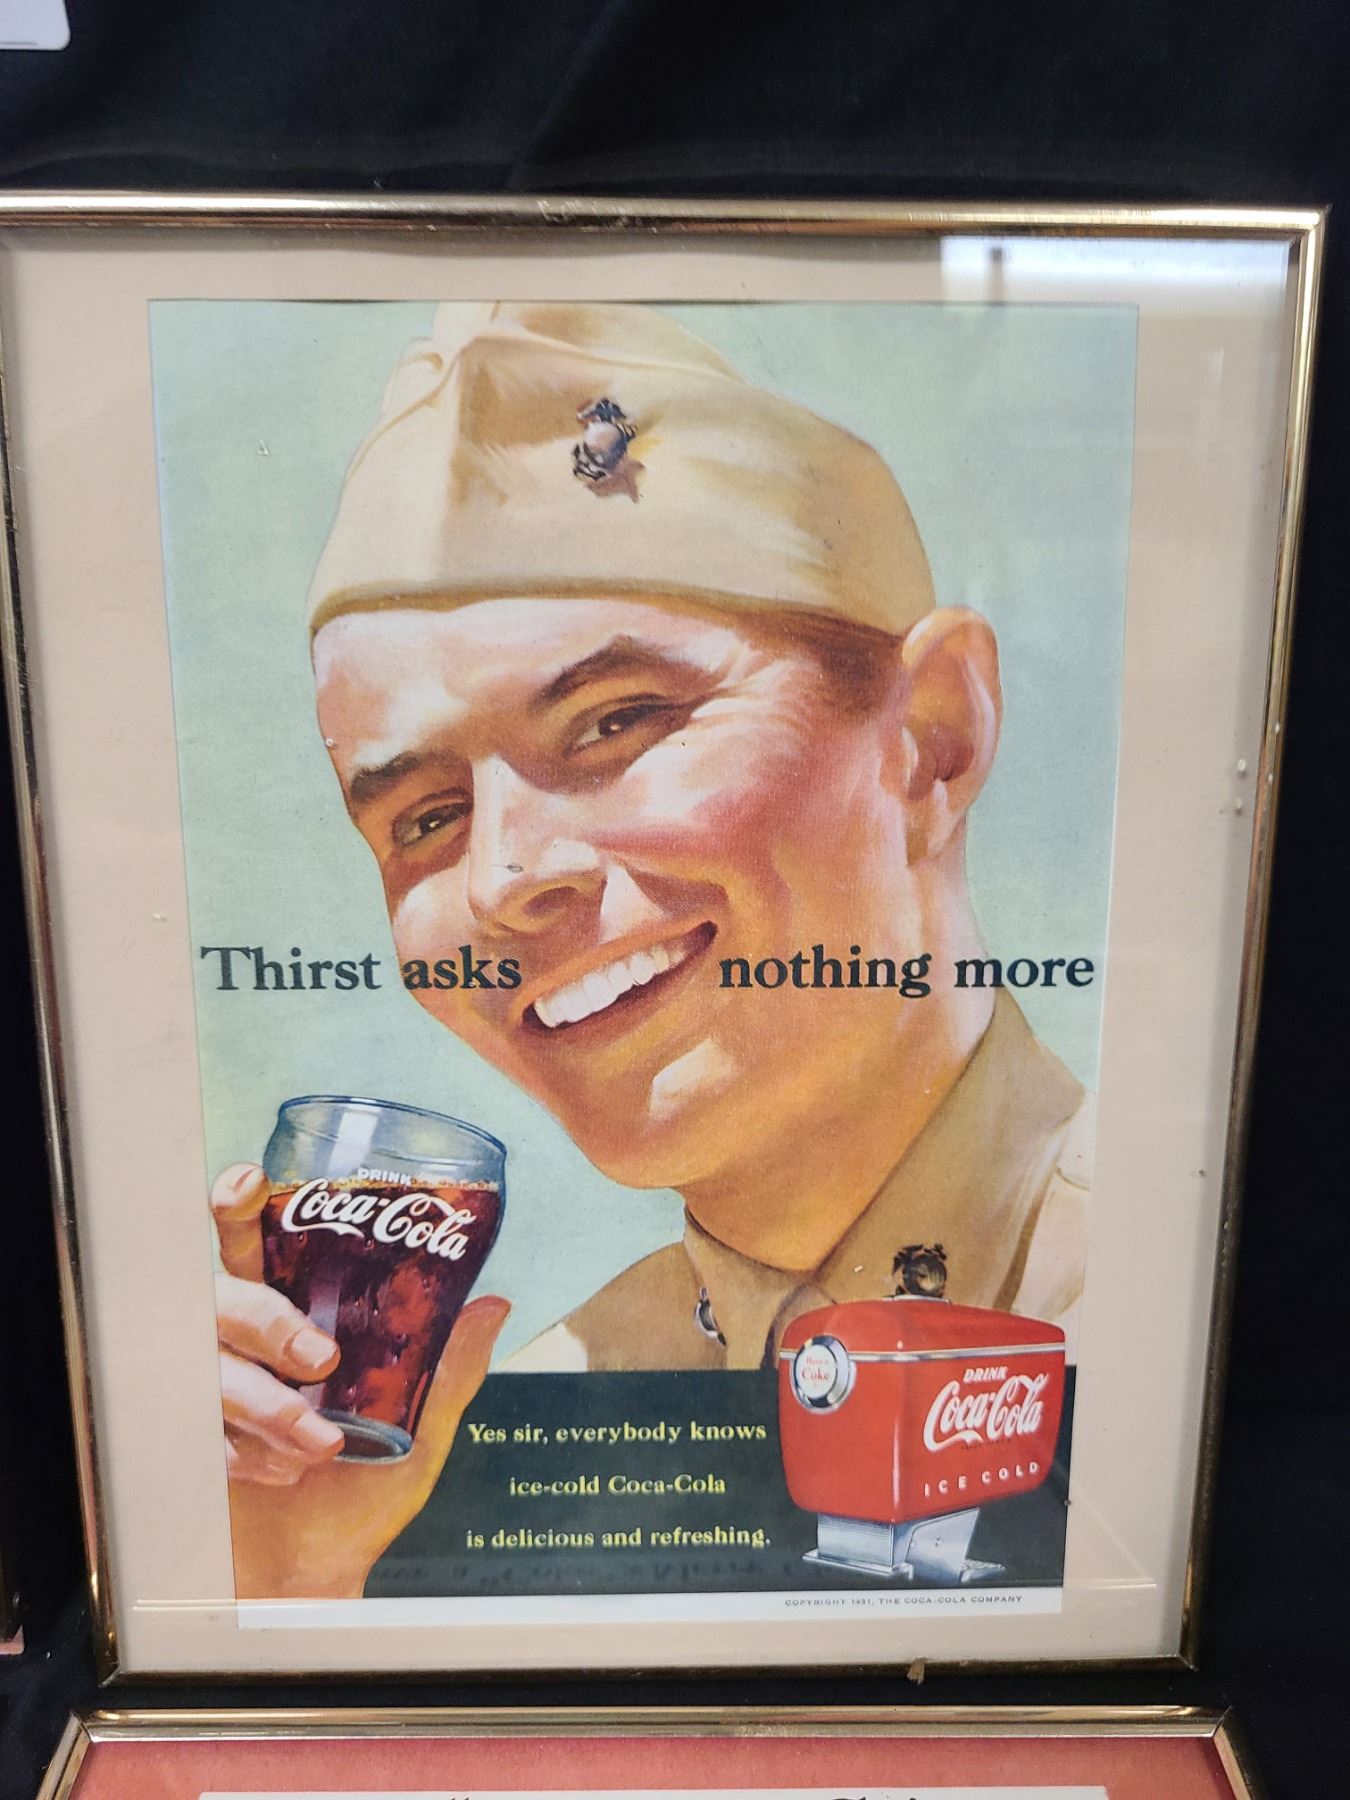 Thirst asks nothing more
DRINK
Coca-Cola
Have a
Coke
DRINK
Coca-Cola
ICE COLD
Yes sir, everybody knows
ice-cold Coca-Cola
is delicious and refreshing.
COPYRIGHT 1951, THE COCA-COLA COMPANY